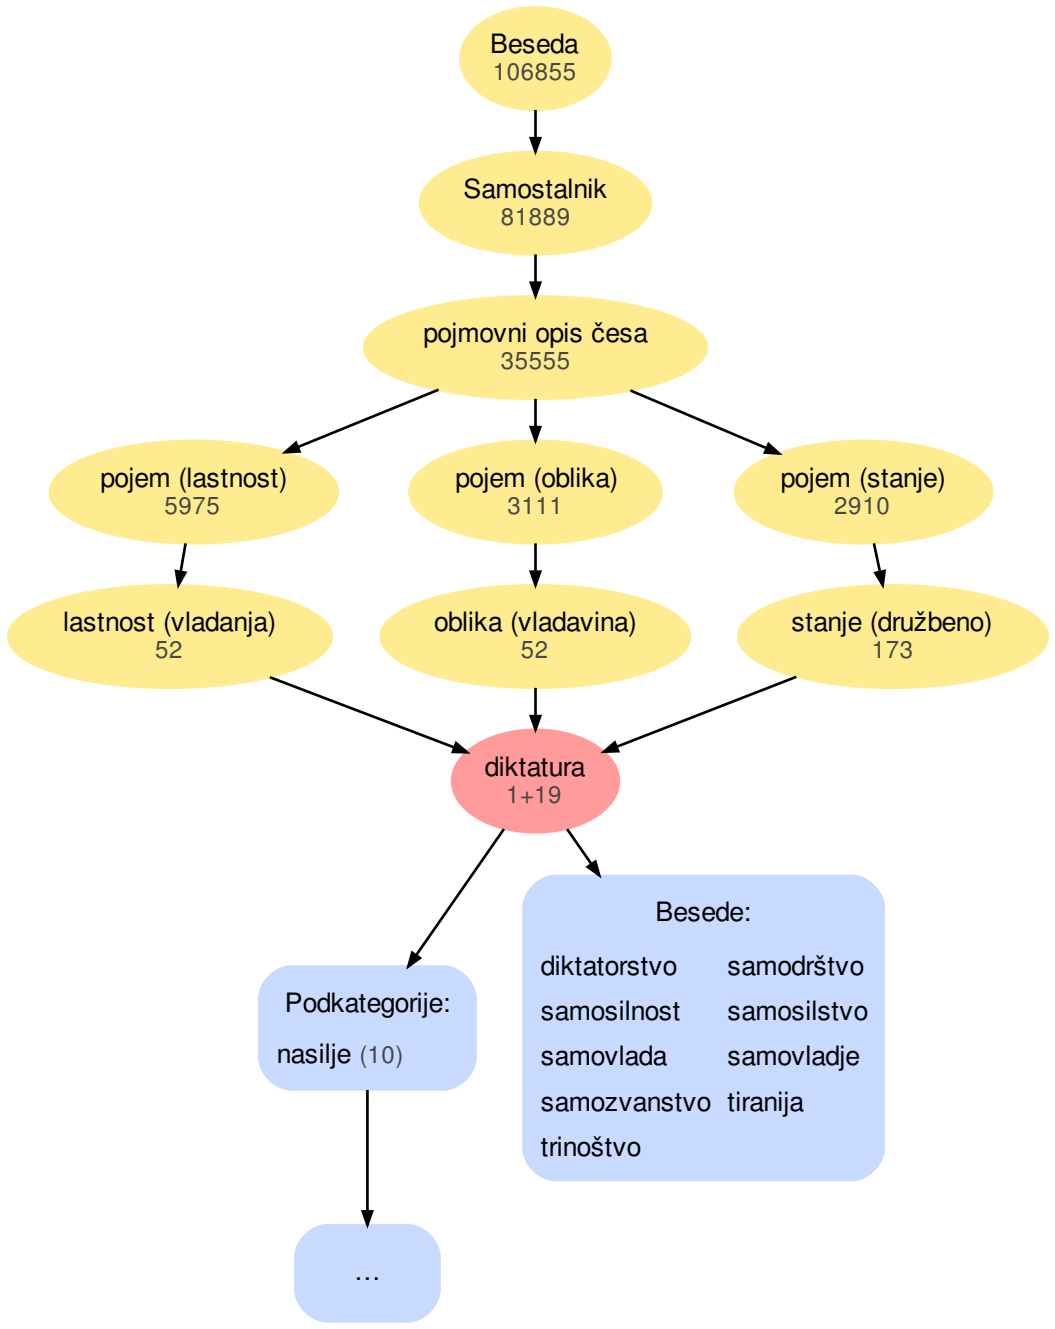 Beseda
106855
Samostalnik
81889
pojmovni opis česa
35555
pojem (lastnost)
5975
pojem (oblika)
3111
pojem (stanje)
2910
lastnost (vladanja)
52
oblika (vladavina)
52
stanje (družbeno)
173
diktatura
1+19
Podkategorije:
nasilje (10)
...
Besede:
diktatorstvo samodrštvo
samosilnost samosilstvo
samovlada samovladje
samozvanstvo tiranija
trinoštvo